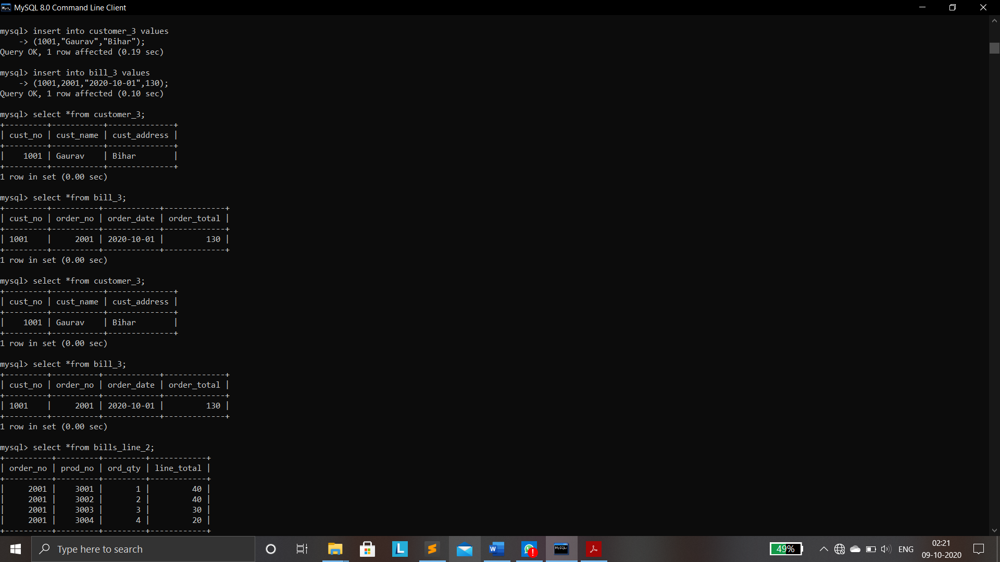 MySQL 8.0 Command Line Client
mysql> insert into customer_3 values
    -> (1001,"Gaurav","Bihar");
Query OK, 1 row affected (0.19 sec)
mysql> insert into bill_3 values
    -> (1001,2001,"2020-10-01",130);
Query OK, 1 row affected (0.10 sec)
mysql> select *from customer_3;
+---------+-----------+--------------+
| cust_no | cust_name | cust_address |
+---------+-----------+--------------+
|    1001 | Gaurav    | Bihar        |
+---------+-----------+--------------+
1 row in set (0.00 sec)
mysql> select *from bill_3;
+---------+----------+------------+-------------+
| cust_no | order_no | order_date | order_total |
+---------+----------+------------+-------------+
| 1001    |     2001 | 2020-10-01 |         130 |
+---------+----------+------------+-------------+
1 row in set (0.00 sec)
mysql> select *from customer_3;
+---------+-----------+--------------+
| cust_no | cust_name | cust_address |
+---------+-----------+--------------+
|    1001 | Gaurav    | Bihar        |
+---------+-----------+--------------+
1 row in set (0.00 sec)
mysql> select *from bill_3;
+---------+----------+------------+-------------+
| cust_no | order_no | order_date | order_total |
+---------+----------+------------+-------------+
| 1001    |     2001 | 2020-10-01 |         130 |
+---------+----------+------------+-------------+
1 row in set (0.00 sec)
mysql> select *from bills_line_2;
+----------+---------+---------+------------+
| order_no | prod_no | ord_qty | line_total |
+----------+---------+---------+------------+
|     2001 |    3001 |       1 |         40 |
|     2001 |    3002 |       2 |         40 |
|     2001 |    3003 |       3 |         30 |
|     2001 |    3004 |       4 |         20 |
+----------+---------+---------+------------+
Type here to search
49%
ENG
02:21
09-10-2020